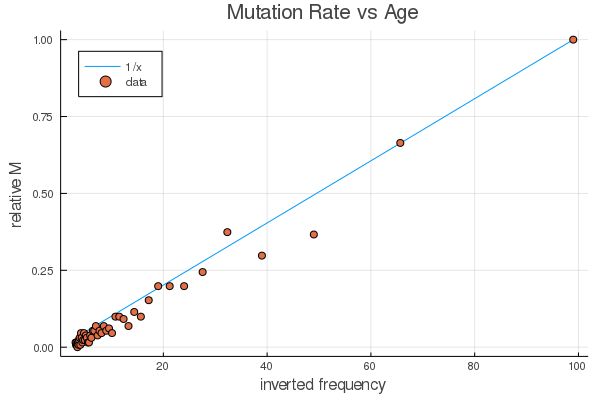 Mutation Rate vs Age
1.00
1/x
data
0.75
relative M
0.50
0.25
0.00
20
40
60
80
100
inverted frequency